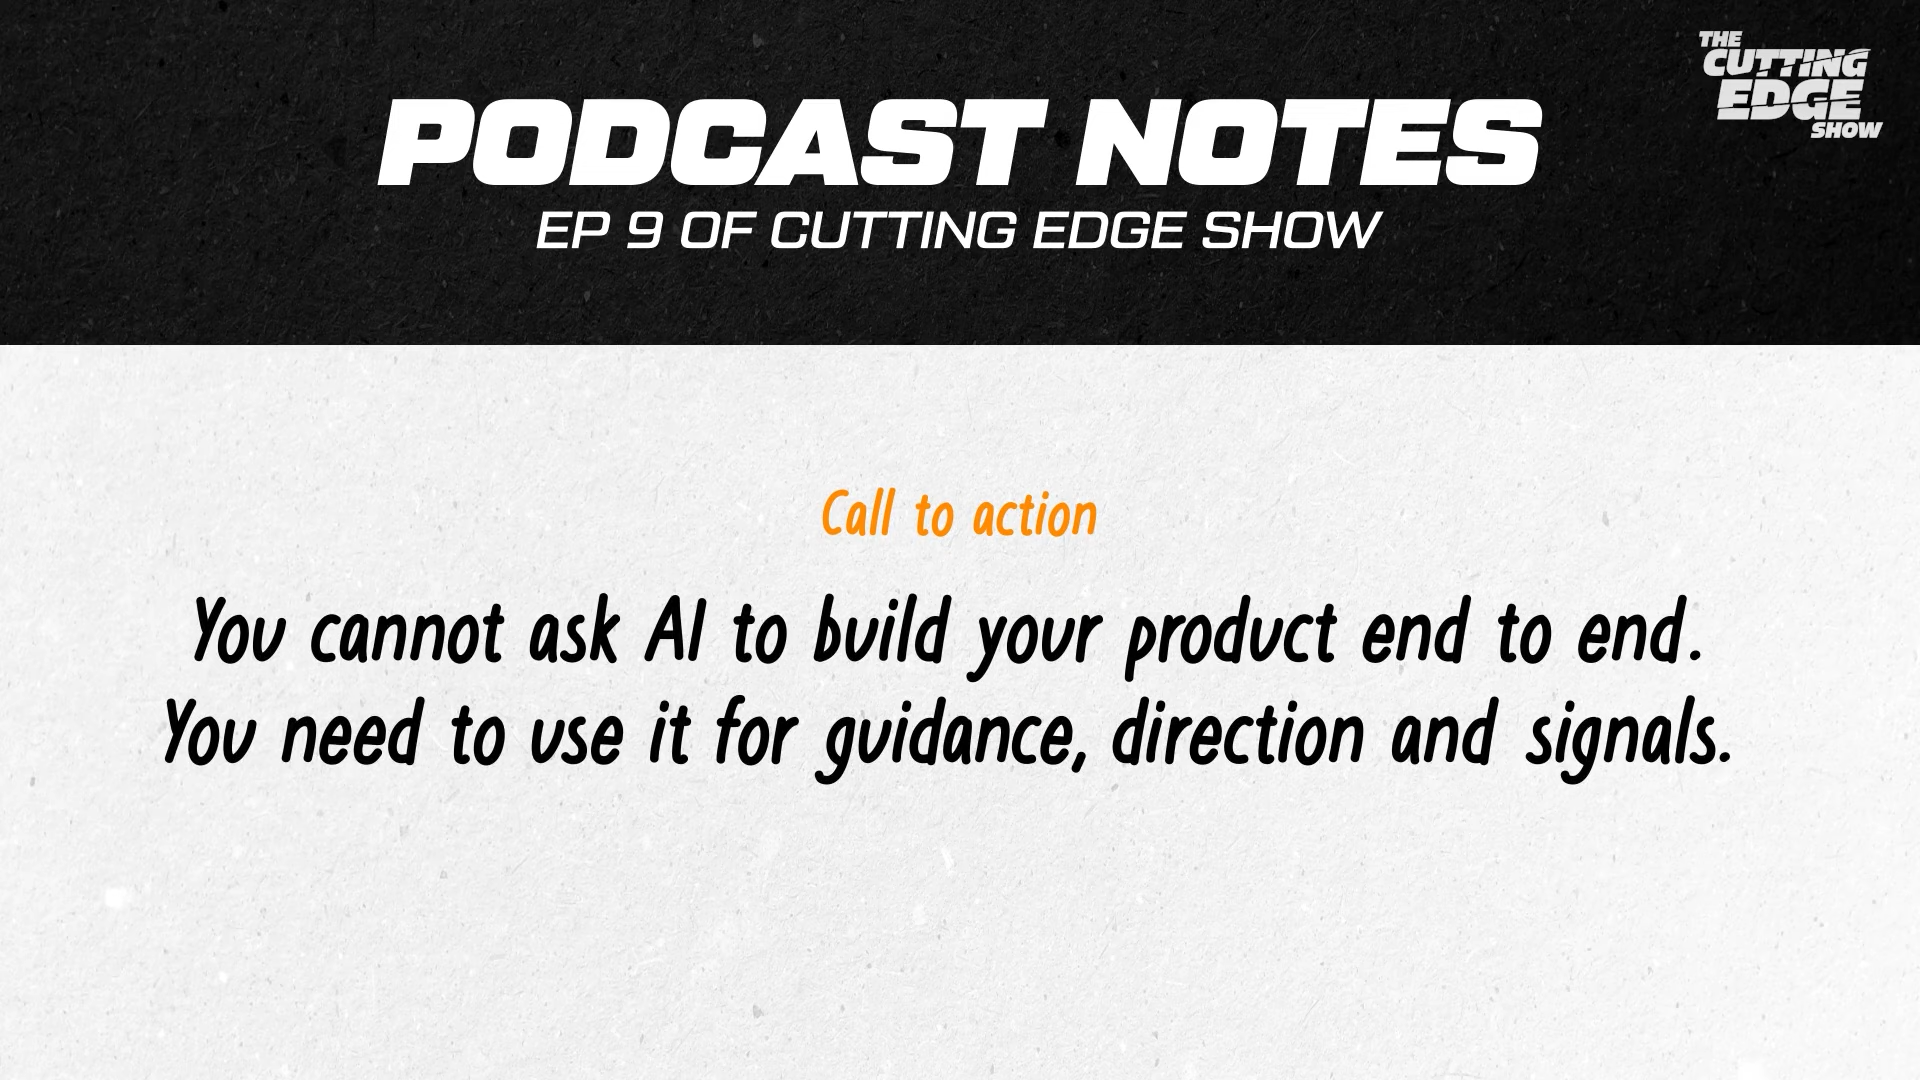 THE
CUTTING
EDGE
SHOW
PODCAST NOTES
EP 9 OF CUTTING EDGE SHOW
Call to action
You cannot ask AI to build your product end to end.
You need to use it for guidance, direction and signals.